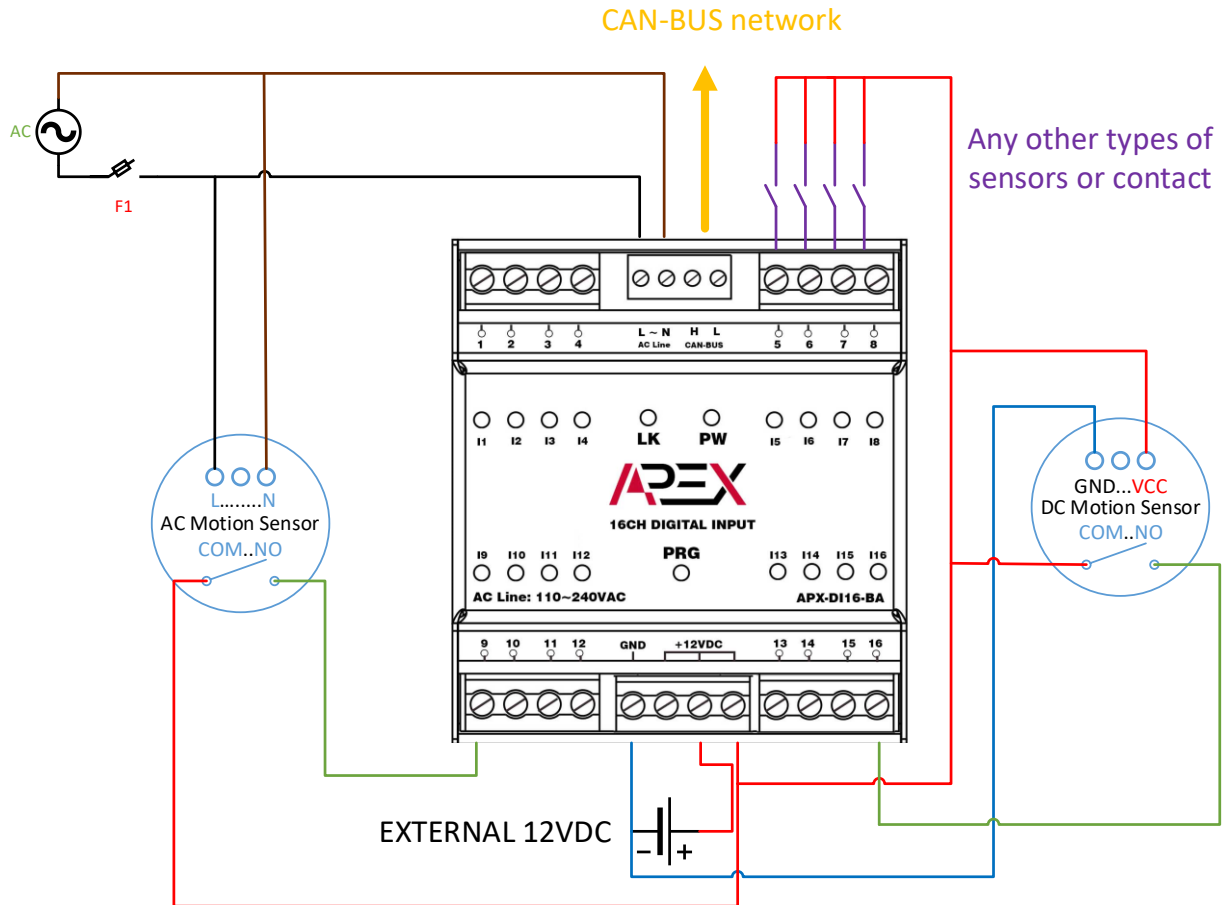 CAN-BUS network
AC
F1
Any other types of
sensors or contact
L ~ N H L
1 2 3 4 AC Line CAN-BUS 5 6 7 8
I1 I2 I3 I4 LK PW I5 I6 I7 I8
APEX
16CH DIGITAL INPUT
I9 I10 I11 I12 PRG I13 I14 I15 I16
AC Line: 110~240VAC APX-DI16-BA
9 10 11 12 GND +12VDC 13 14 15 16
L.........N
AC Motion Sensor
COM..NO
GND...VCC
DC Motion Sensor
COM..NO
EXTERNAL 12VDC
– +